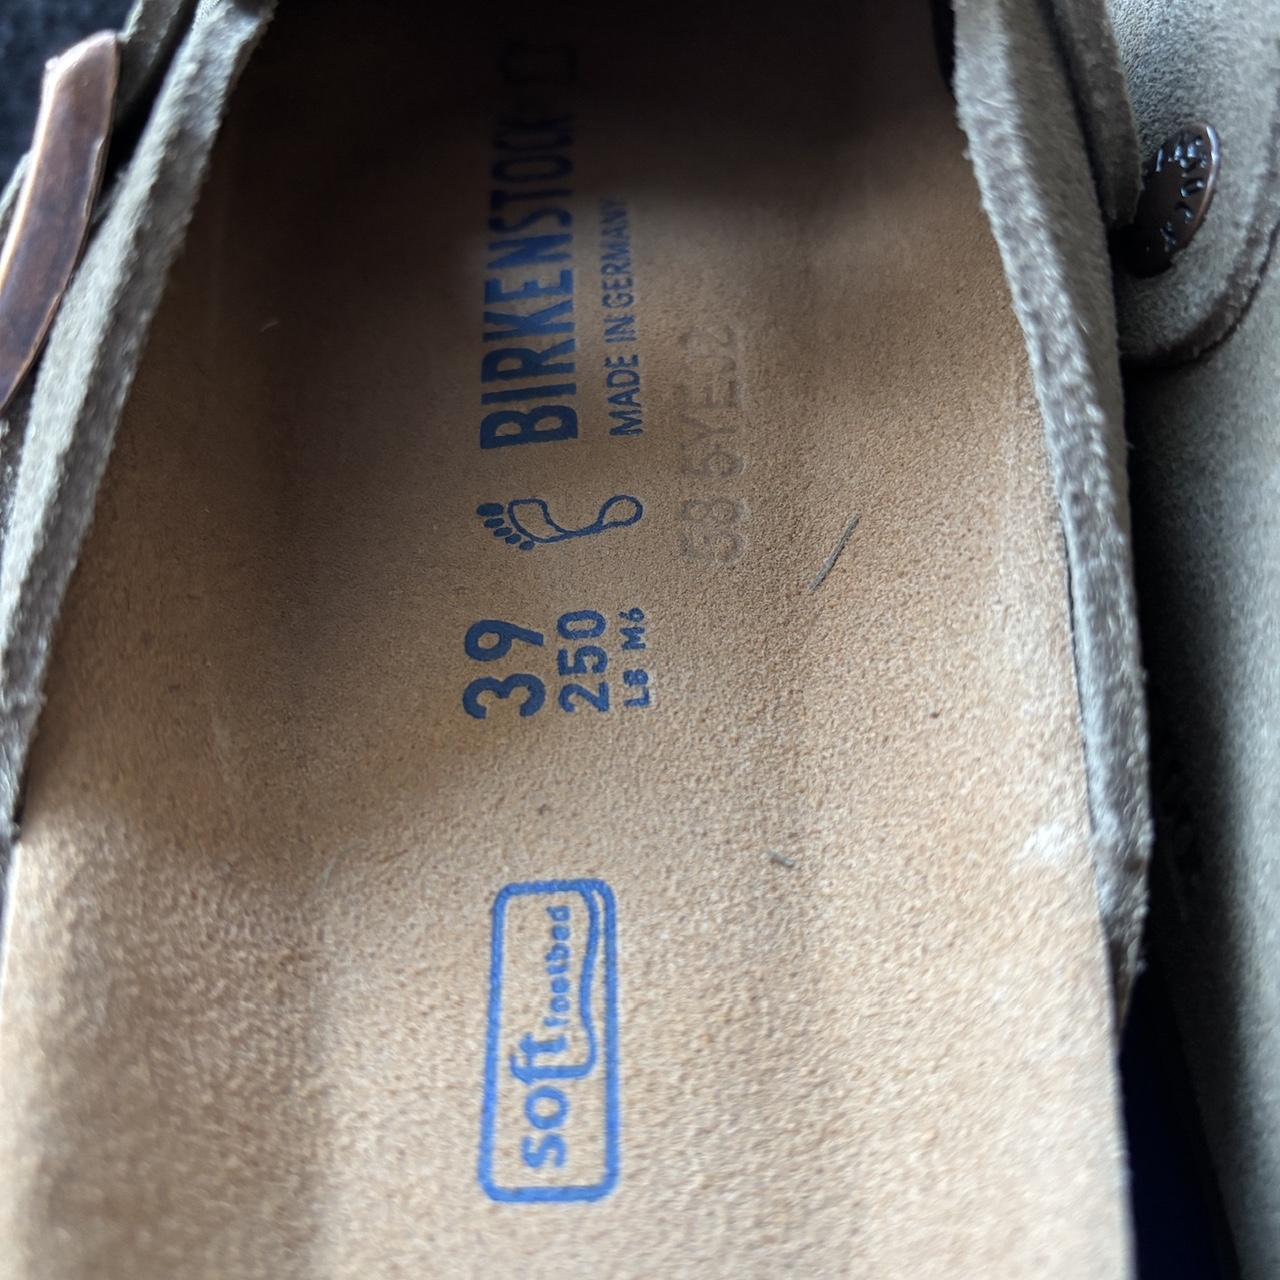 BIRKENSTOCK
MADE IN GERMANY
39
250
L8 M6
soft footbed